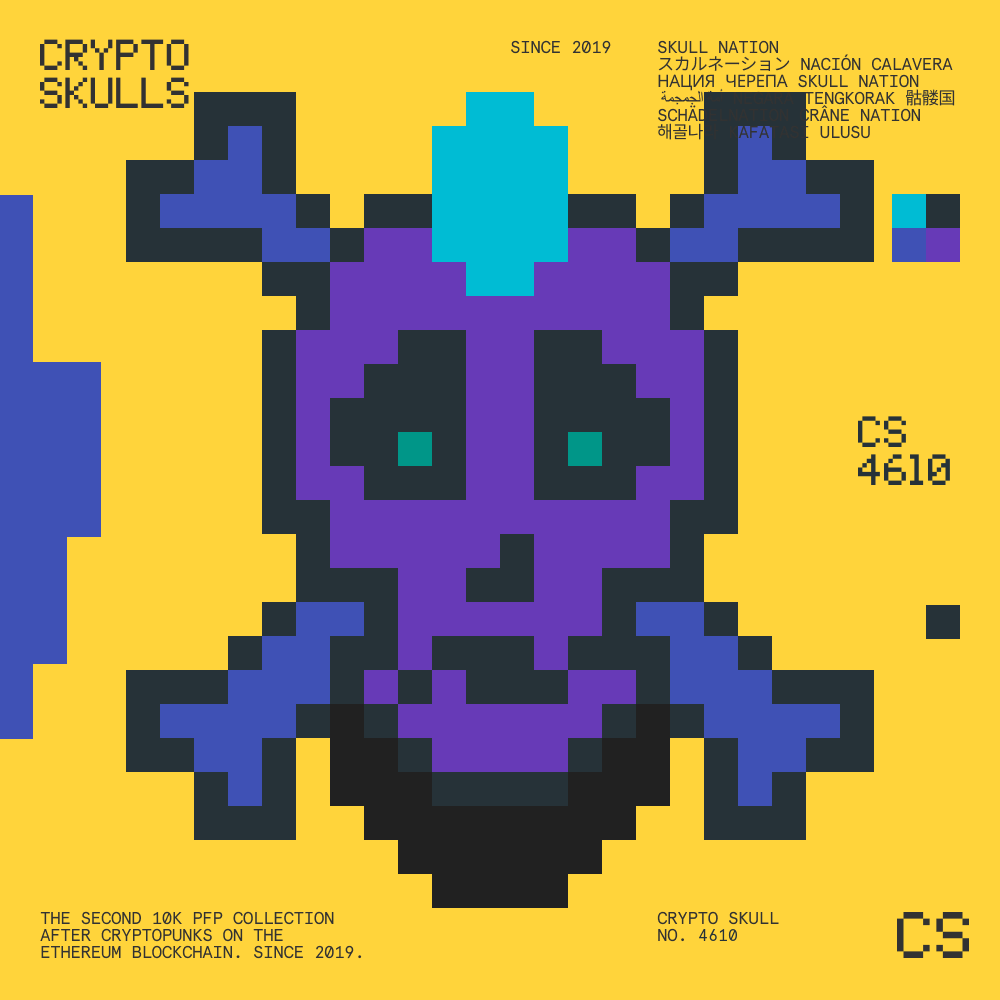 CRYPTO
SKULLS
SINCE 2019
SKULL NATION
スカルネーション NACIÓN CALAVERA
НАЦИЯ ЧЕРЕПА SKULL NATION
TENGKORAK 骷髅国
CRÂNE NATION
ULUSU
CS
4610
THE SECOND 10K PFP COLLECTION
AFTER CRYPTOPUNKS ON THE
ETHEREUM BLOCKCHAIN. SINCE 2019.
CRYPTO SKULL
NO. 4610
CS